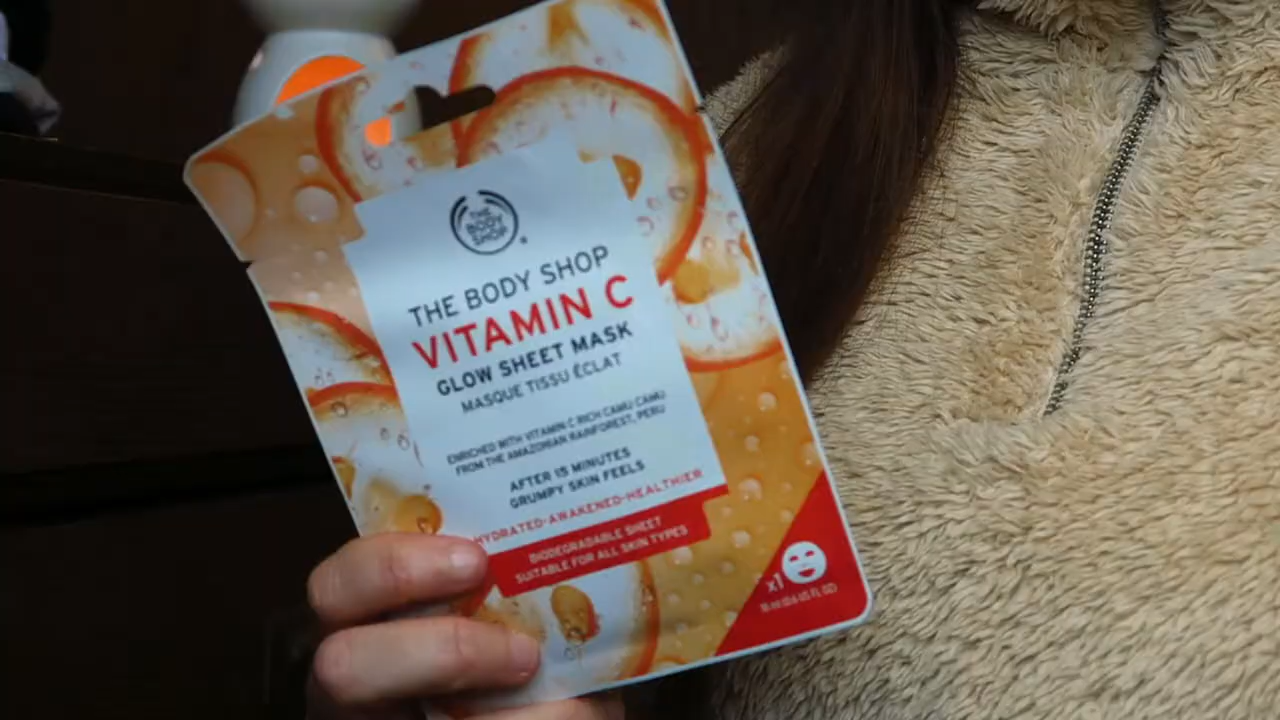 THE
BODY
SHOP
THE BODY SHOP
VITAMIN C
GLOW SHEET MASK
MASQUE TISSU ÉCLAT
ENRICHED WITH VITAMIN C RICH CAMU CAMU
FROM THE AMAZONIAN RAINFOREST, PERU
AFTER 15 MINUTES
GRUMPY SKIN FEELS
HYDRATED-AWAKENED-HEALTHIER
BIODEGRADABLE SHEET
SUITABLE FOR ALL SKIN TYPES
x1